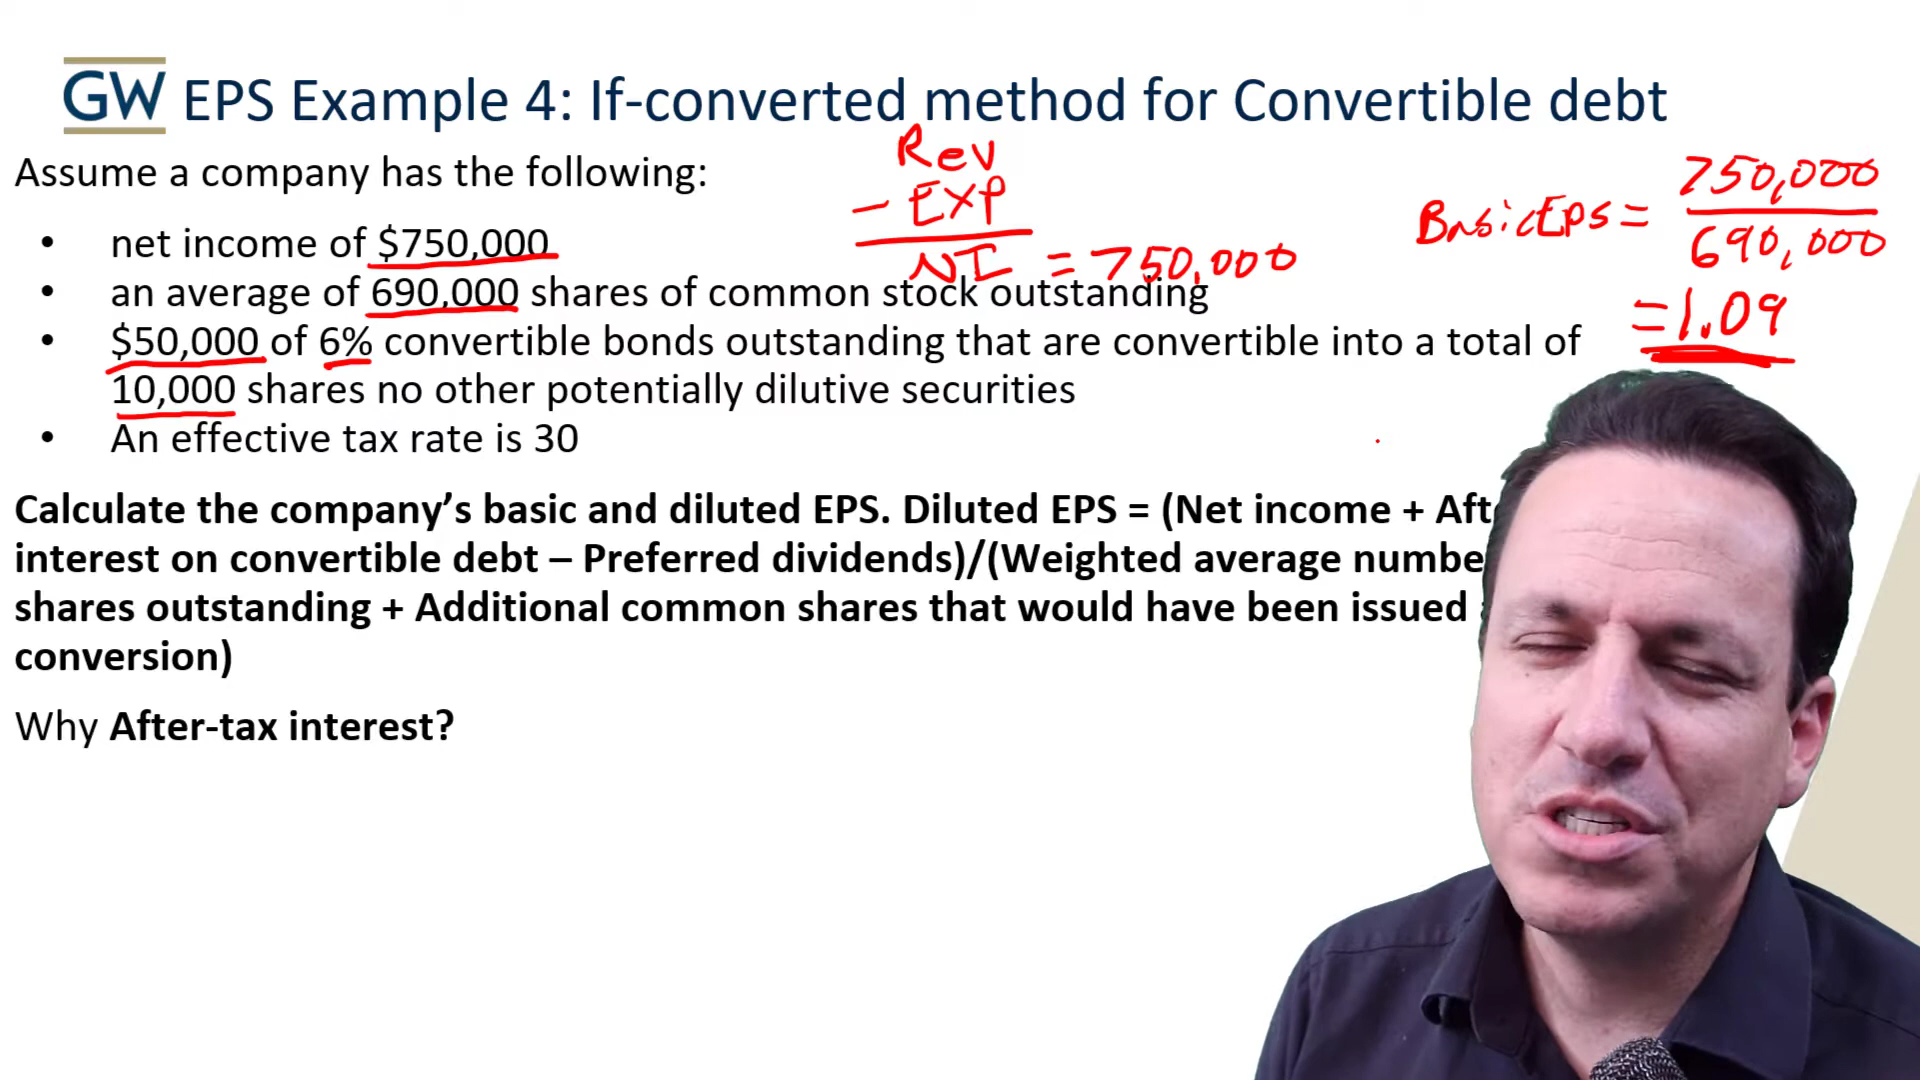 GW EPS Example 4: If-converted method for Convertible debt
Assume a company has the following:
Rev
- EXP
NI = 750,000
Basic EPS = 750,000
690,000
= 1.09
• net income of $750,000
• an average of 690,000 shares of common stock outstanding
• $50,000 of 6% convertible bonds outstanding that are convertible into a total of
10,000 shares no other potentially dilutive securities
• An effective tax rate is 30
Calculate the company’s basic and diluted EPS. Diluted EPS = (Net income +
interest on convertible debt – Preferred dividends)/(Weighted average
shares outstanding + Additional common shares that would have been issued
conversion)
Why After-tax interest?